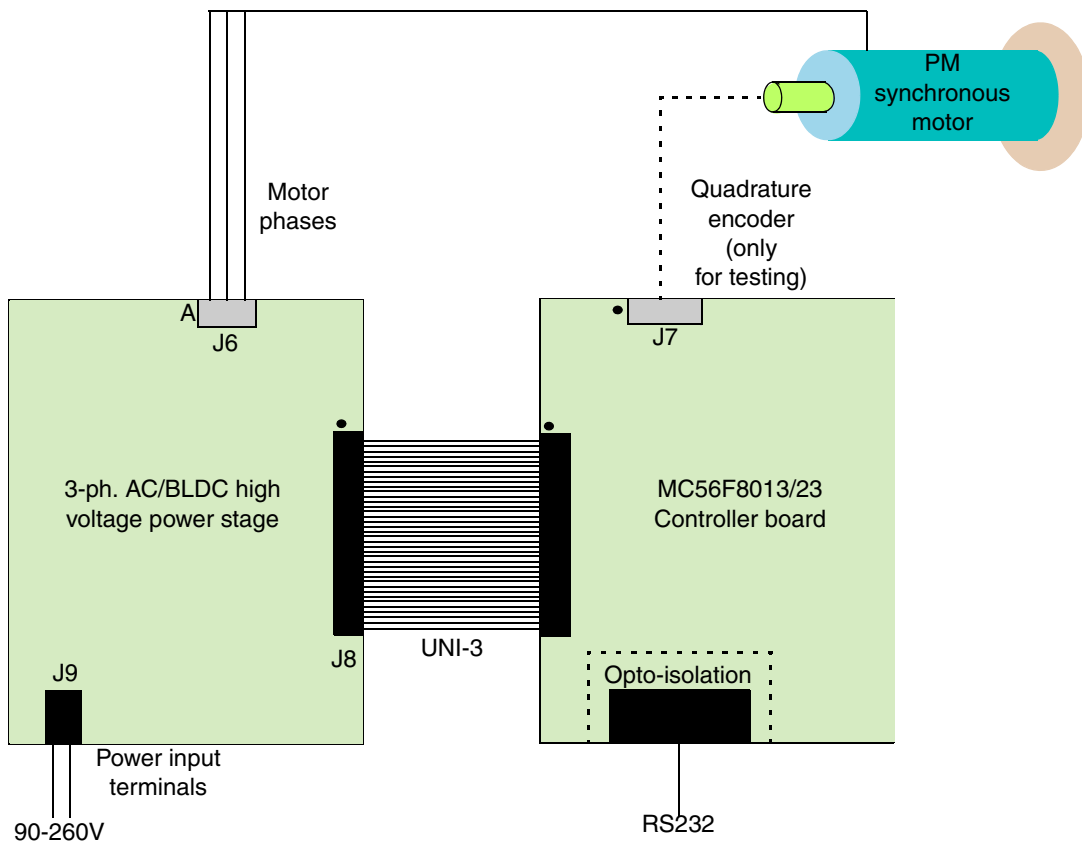 PM
synchronous
motor
Motor
phases
Quadrature
encoder
(only
for testing)
A
J6
J7
3-ph. AC/BLDC high
voltage power stage
MC56F8013/23
Controller board
J8
UNI-3
J9
Opto-isolation
Power input
terminals
90-260V
RS232